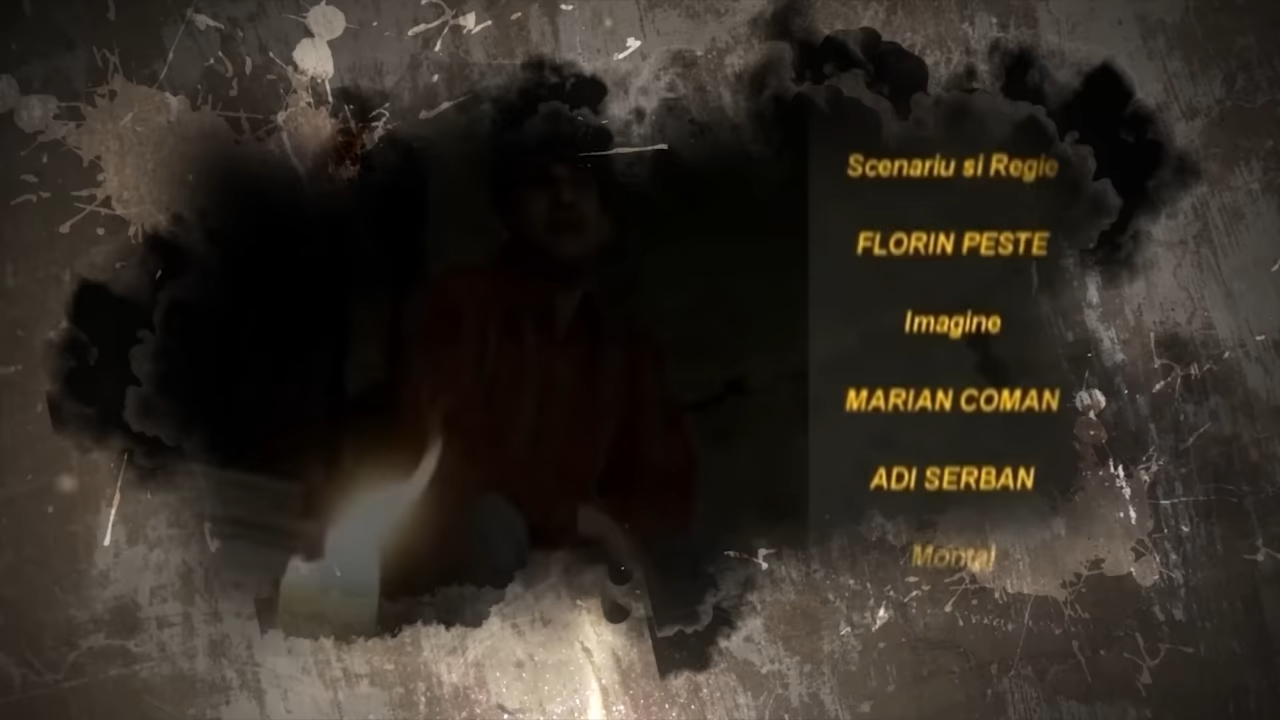 Scenariu si Regie
FLORIN PESTE
Imagine
MARIAN COMAN
ADI SERBAN
Montaj